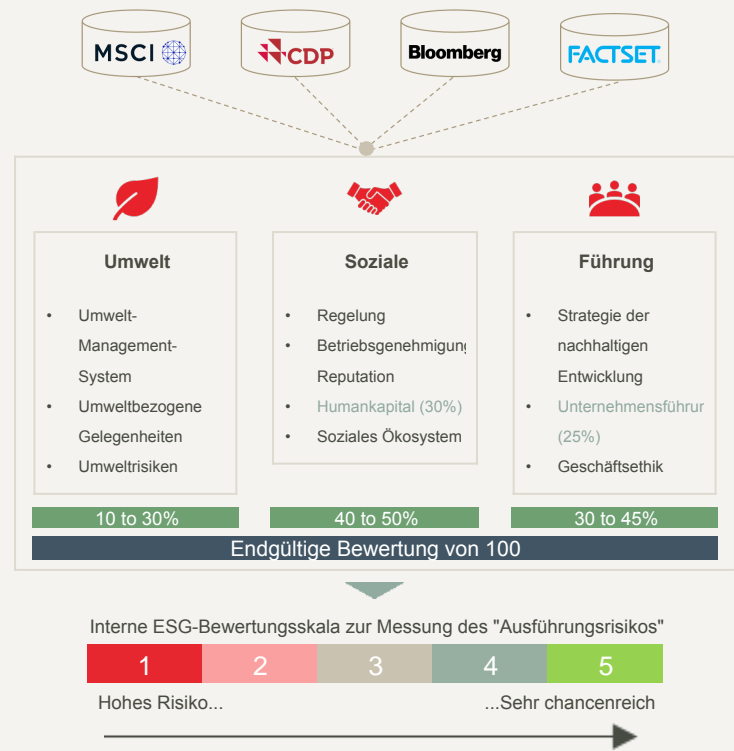 MSCI
CDP
Bloomberg
FACTSET
Umwelt
• Umwelt-
Management-
System
• Umweltbezogene
Gelegenheiten
• Umweltrisiken
10 to 30%
Soziale
• Regelung
• Betriebsgenehmigung
Reputation
• Humankapital (30%)
• Soziales Ökosystem
40 to 50%
Führung
• Strategie der
nachhaltigen
Entwicklung
• Unternehmensführur
(25%)
• Geschäftsethik
30 to 45%
Endgültige Bewertung von 100
Interne ESG-Bewertungsskala zur Messung des "Ausführungsrisikos"
1 2 3 4 5
Hohes Risiko... ...Sehr chancenreich